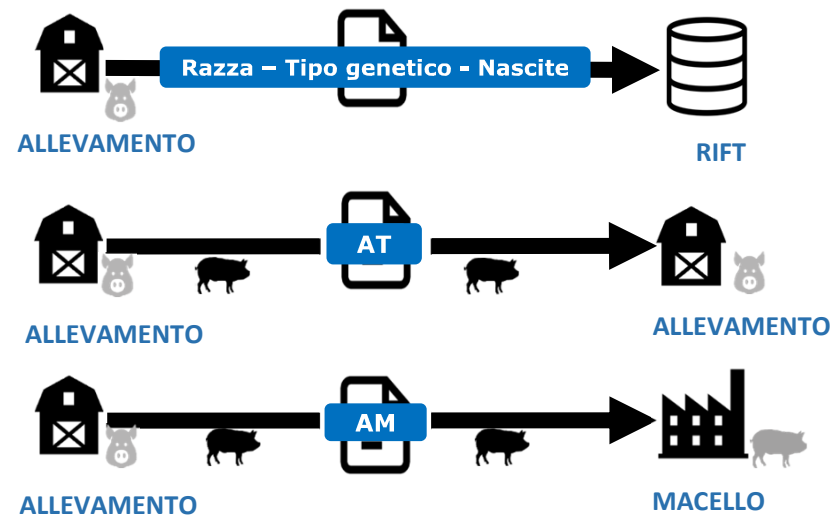 Razza – Tipo genetico - Nascite
ALLEVAMENTO
RIFT
AT
ALLEVAMENTO
ALLEVAMENTO
AM
ALLEVAMENTO
MACELLO